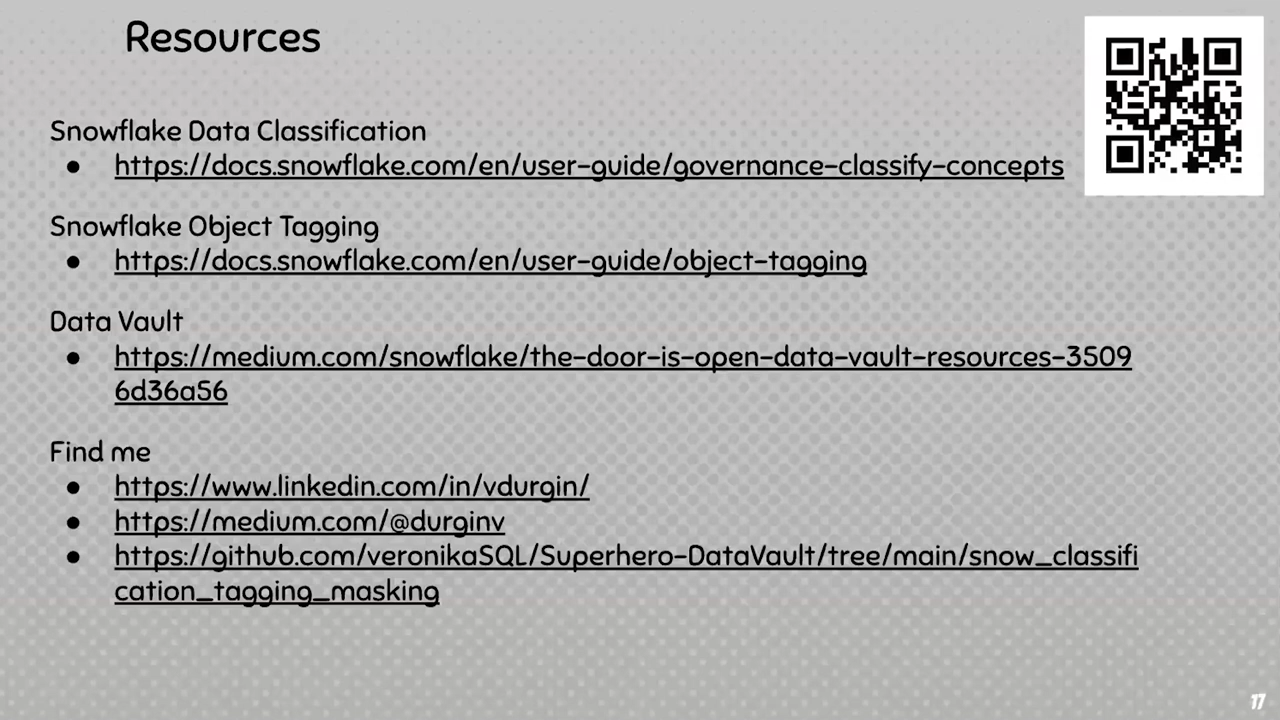 Resources
Snowflake Data Classification
● https://docs.snowflake.com/en/user-guide/governance-classify-concepts
Snowflake Object Tagging
● https://docs.snowflake.com/en/user-guide/object-tagging
Data Vault
● https://medium.com/snowflake/the-door-is-open-data-vault-resources-3509
6d36a56
Find me
● https://www.linkedin.com/in/vdurgin/
● https://medium.com/@durginv
● https://github.com/veronikaSQL/Superhero-DataVault/tree/main/snow_classifi
cation_tagging_masking
17